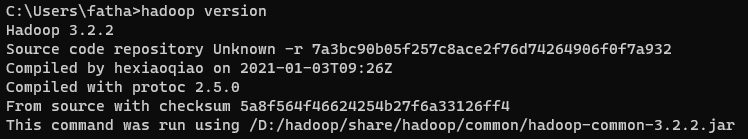 C:\Users\fatha>hadoop version
Hadoop 3.2.2
Source code repository Unknown -r 7a3bc90b05f257c8ace2f76d74264906f0f7a932
Compiled by hexiaoqiao on 2021-01-03T09:26Z
Compiled with protoc 2.5.0
From source with checksum 5a8f564f46624254b27f6a33126ff4
This command was run using /D:/hadoop/share/hadoop/common/hadoop-common-3.2.2.jar